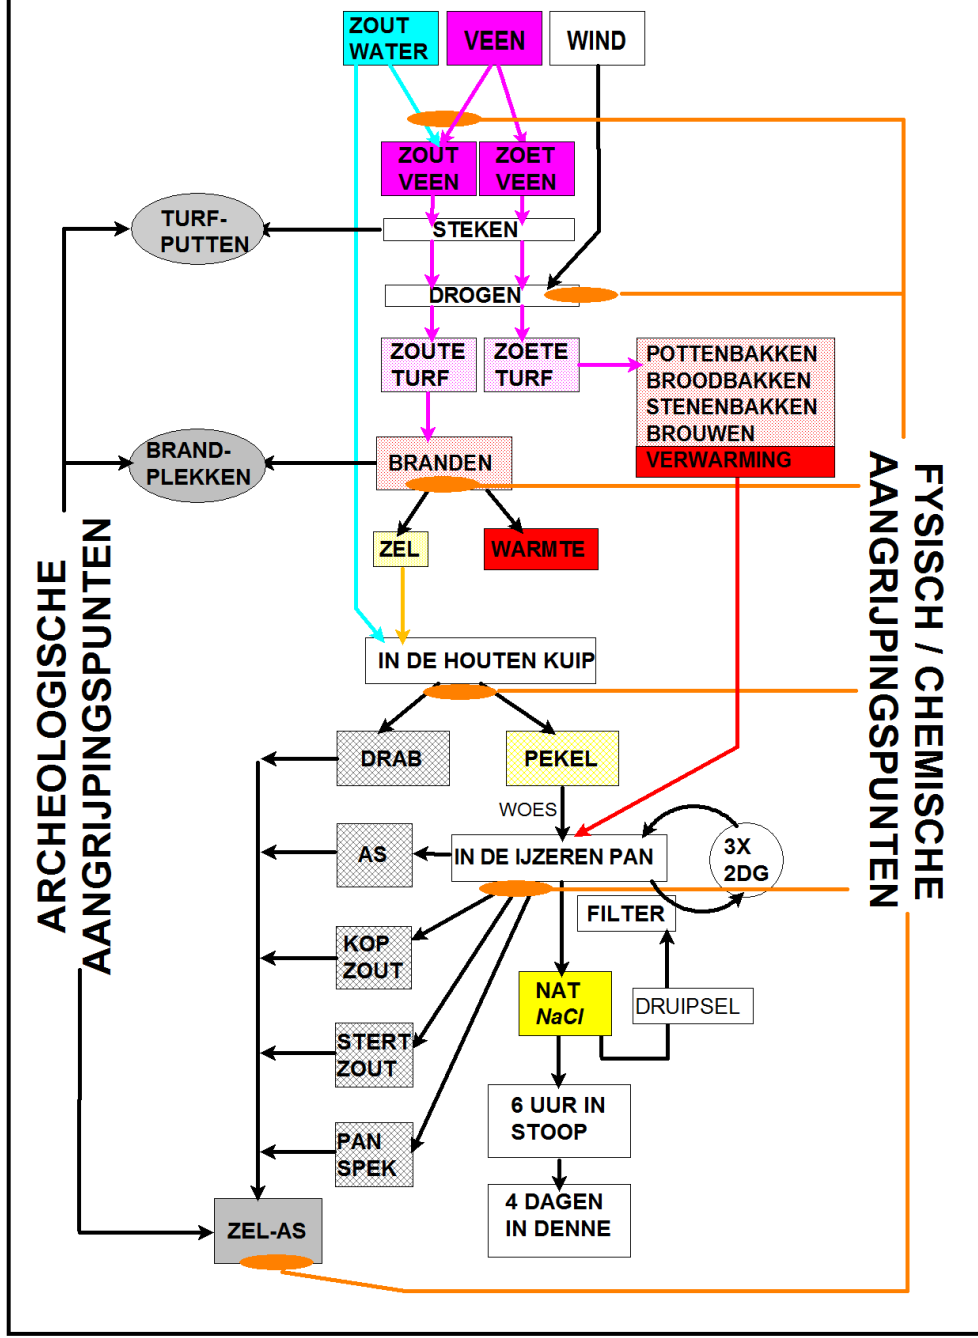 ZOUT
WATER
VEEN
WIND
ZOUT
VEEN
ZOET
VEEN
TURF-
PUTTEN
STEKEN
DROGEN
ZOUTE
TURF
ZOETE
TURF
POTTENBAKKEN
BROODBAKKEN
STENENBAKKEN
BROUWEN
VERWARMING
BRAND-
PLEKKEN
BRANDEN
ZEL
WARMTE
ARCHEOLOGISCHE
AANGRIJPINGSPUNTEN
FYSISCH / CHEMISCHE
AANGRIJPINGSPUNTEN
IN DE HOUTEN KUIP
DRAB
PEKEL
WOES
AS
IN DE IJZEREN PAN
3X
2DG
FILTER
KOP
ZOUT
NAT
NaCl
DRUIPSEL
STERT
ZOUT
6 UUR IN
STOOP
PAN
SPEK
4 DAGEN
IN DENNE
ZEL-AS